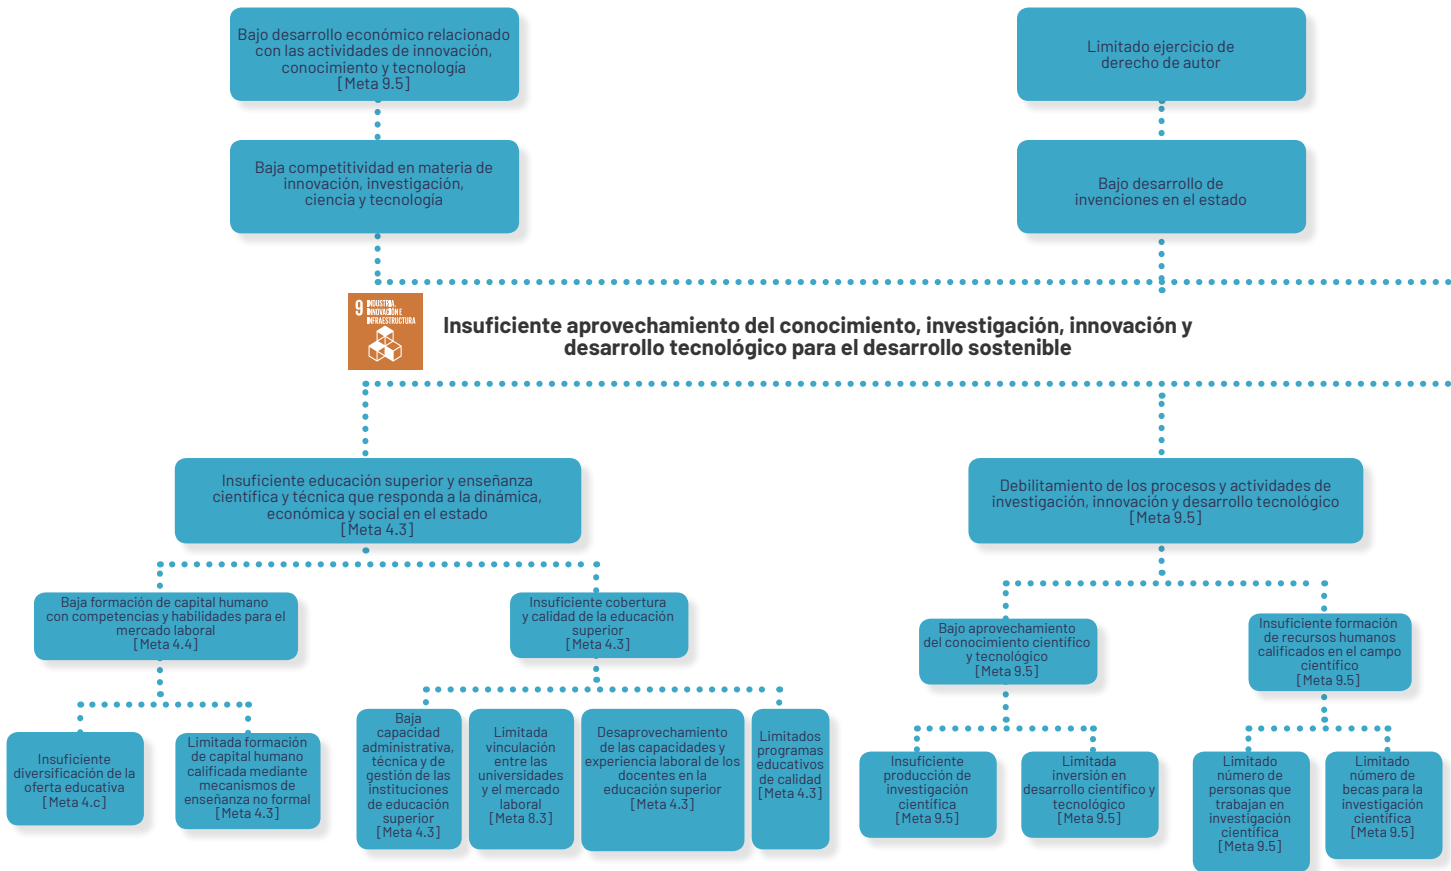 Bajo desarrollo económico relacionado
con las actividades de innovación,
conocimiento y tecnología
[Meta 9.5]
Limitado ejercicio de
derecho de autor
Baja competitividad en materia de
innovación, investigación,
ciencia y tecnología
Bajo desarrollo de
invenciones en el estado
9 INDUSTRIA,
INNOVACIÓN E
INFRAESTRUCTURA
Insuficiente aprovechamiento del conocimiento, investigación, innovación y
desarrollo tecnológico para el desarrollo sostenible
Insuficiente educación superior y enseñanza
científica y técnica que responda a la dinámica,
económica y social en el estado
[Meta 4.3]
Debilitamiento de los procesos y actividades de
investigación, innovación y desarrollo tecnológico
[Meta 9.5]
Baja formación de capital humano
con competencias y habilidades para el
mercado laboral
[Meta 4.4]
Insuficiente cobertura
y calidad de la educación
superior
[Meta 4.3]
Bajo aprovechamiento
del conocimiento científico
y tecnológico
[Meta 9.5]
Insuficiente formación
de recursos humanos
calificados en el campo
científico
[Meta 9.5]
Insuficiente
diversificación de la
oferta educativa
[Meta 4.c]
Limitada formación
de capital humano
calificada mediante
mecanismos de
enseñanza no formal
[Meta 4.3]
Baja
capacidad
administrativa,
técnica y de
gestión de las
instituciones
de educación
superior
[Meta 4.3]
Limitada
vinculación
entre las
universidades
y el mercado
laboral
[Meta 8.3]
Desaprovechamiento
de las capacidades y
experiencia laboral de los
docentes en la
educación superior
[Meta 4.3]
Limitados
programas
educativos
de calidad
[Meta 4.3]
Insuficiente
producción de
investigación
científica
[Meta 9.5]
Limitada
inversión en
desarrollo científico y
tecnológico
[Meta 9.5]
Limitado
número de
personas que
trabajan en
investigación
científica
[Meta 9.5]
Limitado
número de
becas para la
investigación
científica
[Meta 9.5]